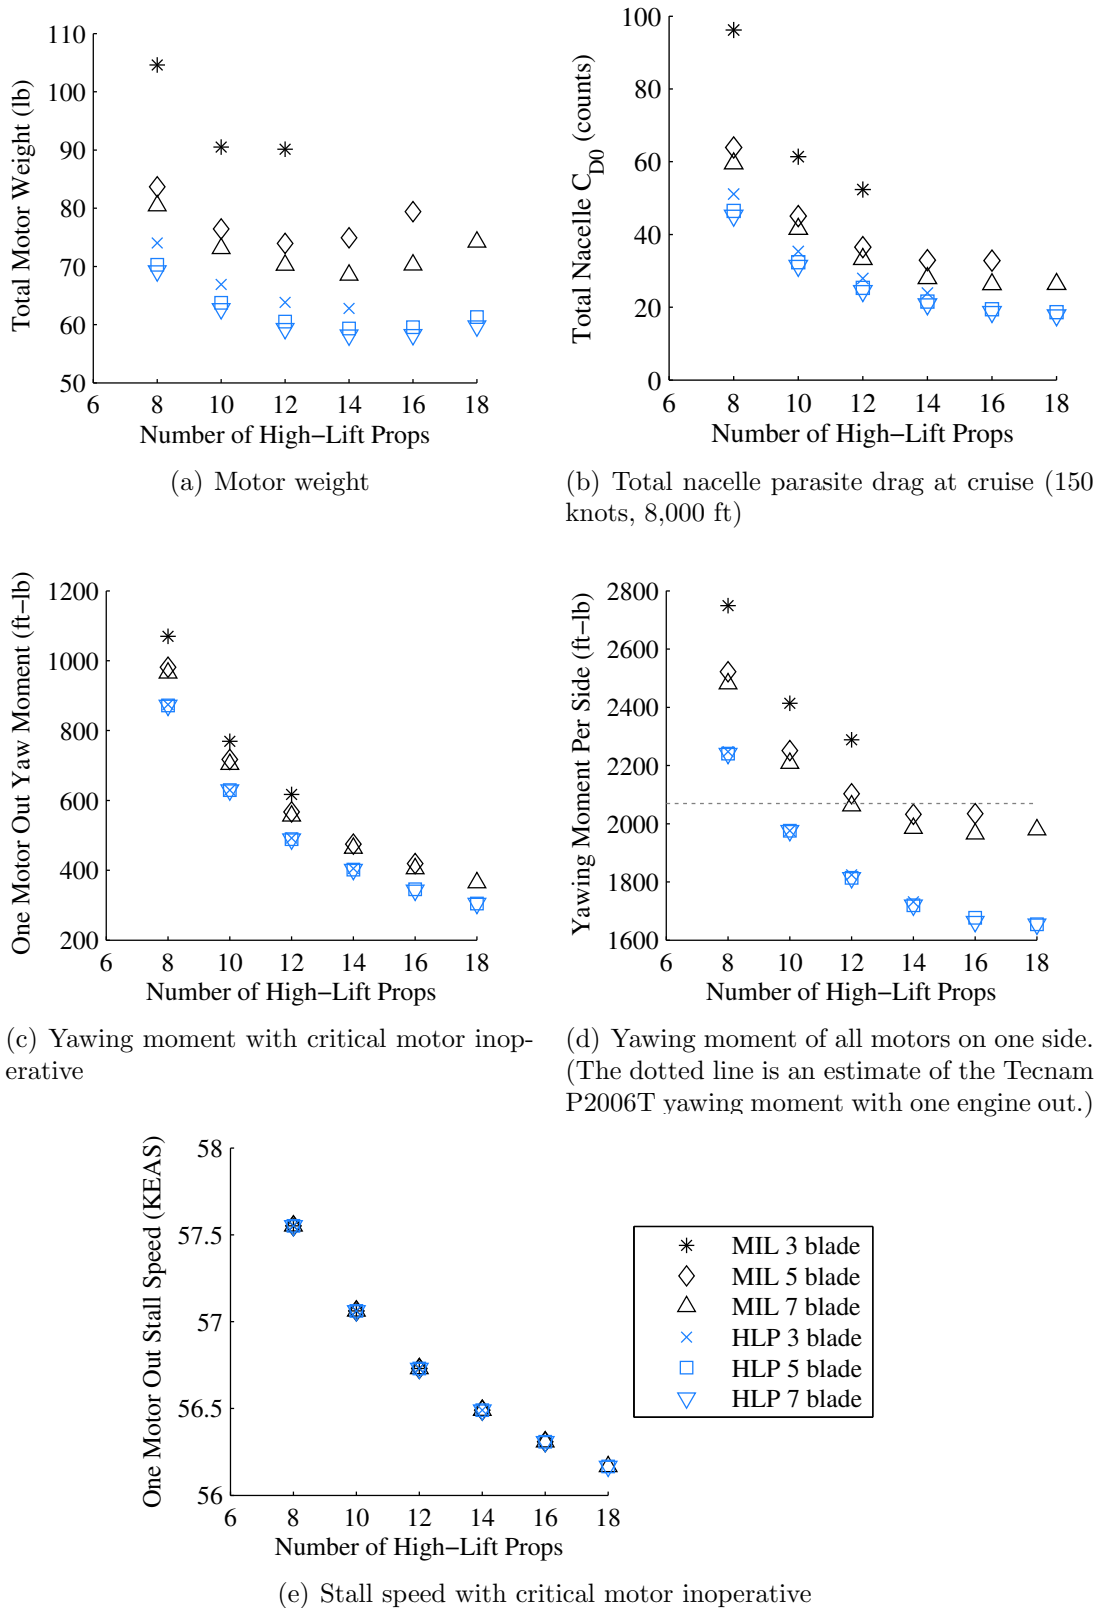 Total Motor Weight (lb)
110
100
90
80
70
60
50
6 8 10 12 14 16 18
Number of High−Lift Props
(a) Motor weight
Total Nacelle C_D0 (counts)
100
80
60
40
20
0
6 8 10 12 14 16 18
Number of High−Lift Props
(b) Total nacelle parasite drag at cruise (150
knots, 8,000 ft)
One Motor Out Yaw Moment (ft−lb)
1200
1000
800
600
400
200
6 8 10 12 14 16 18
Number of High−Lift Props
(c) Yawing moment with critical motor inop-
erative
Yawing Moment Per Side (ft−lb)
2800
2600
2400
2200
2000
1800
1600
6 8 10 12 14 16 18
Number of High−Lift Props
(d) Yawing moment of all motors on one side.
(The dotted line is an estimate of the Tecnam
P2006T yawing moment with one engine out.)
One Motor Out Stall Speed (KEAS)
58
57.5
57
56.5
56
6 8 10 12 14 16 18
Number of High−Lift Props
MIL 3 blade
MIL 5 blade
MIL 7 blade
HLP 3 blade
HLP 5 blade
HLP 7 blade
(e) Stall speed with critical motor inoperative